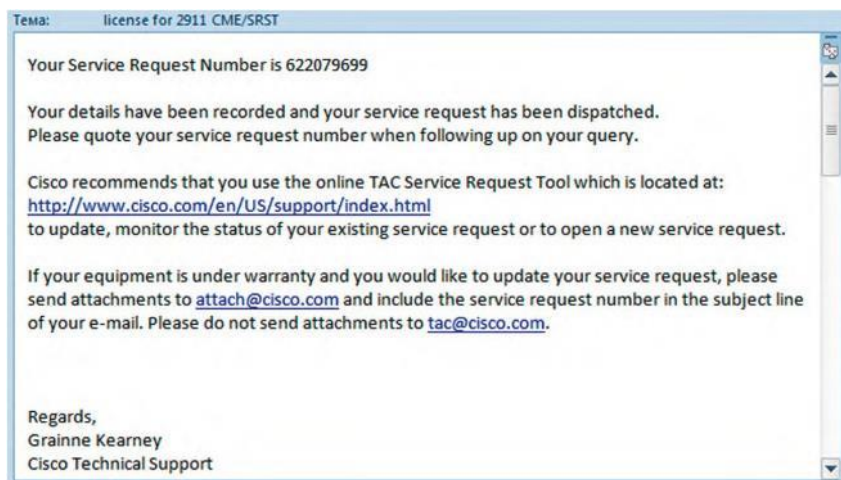 Тема: license for 2911 CME/SRST
Your Service Request Number is 622079699
Your details have been recorded and your service request has been dispatched.
Please quote your service request number when following up on your query.
Cisco recommends that you use the online TAC Service Request Tool which is located at:
http://www.cisco.com/en/US/support/index.html
to update, monitor the status of your existing service request or to open a new service request.
If your equipment is under warranty and you would like to update your service request, please
send attachments to attach@cisco.com and include the service request number in the subject line
of your e-mail. Please do not send attachments to tac@cisco.com.
Regards,
Grainne Kearney
Cisco Technical Support